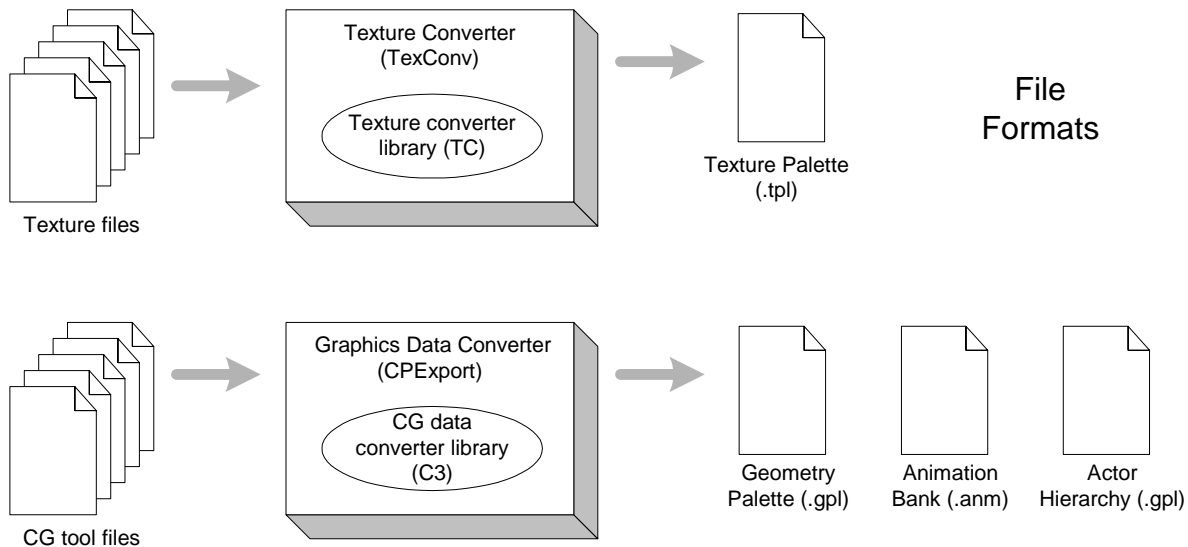 Texture Converter
(TexConv)
Texture converter
library (TC)
Texture files
Texture Palette
(.tpl)
File
Formats
Graphics Data Converter
(CPExport)
CG data
converter library
(C3)
CG tool files
Geometry
Palette (.gpl)
Animation
Bank (.anm)
Actor
Hierarchy (.gpl)